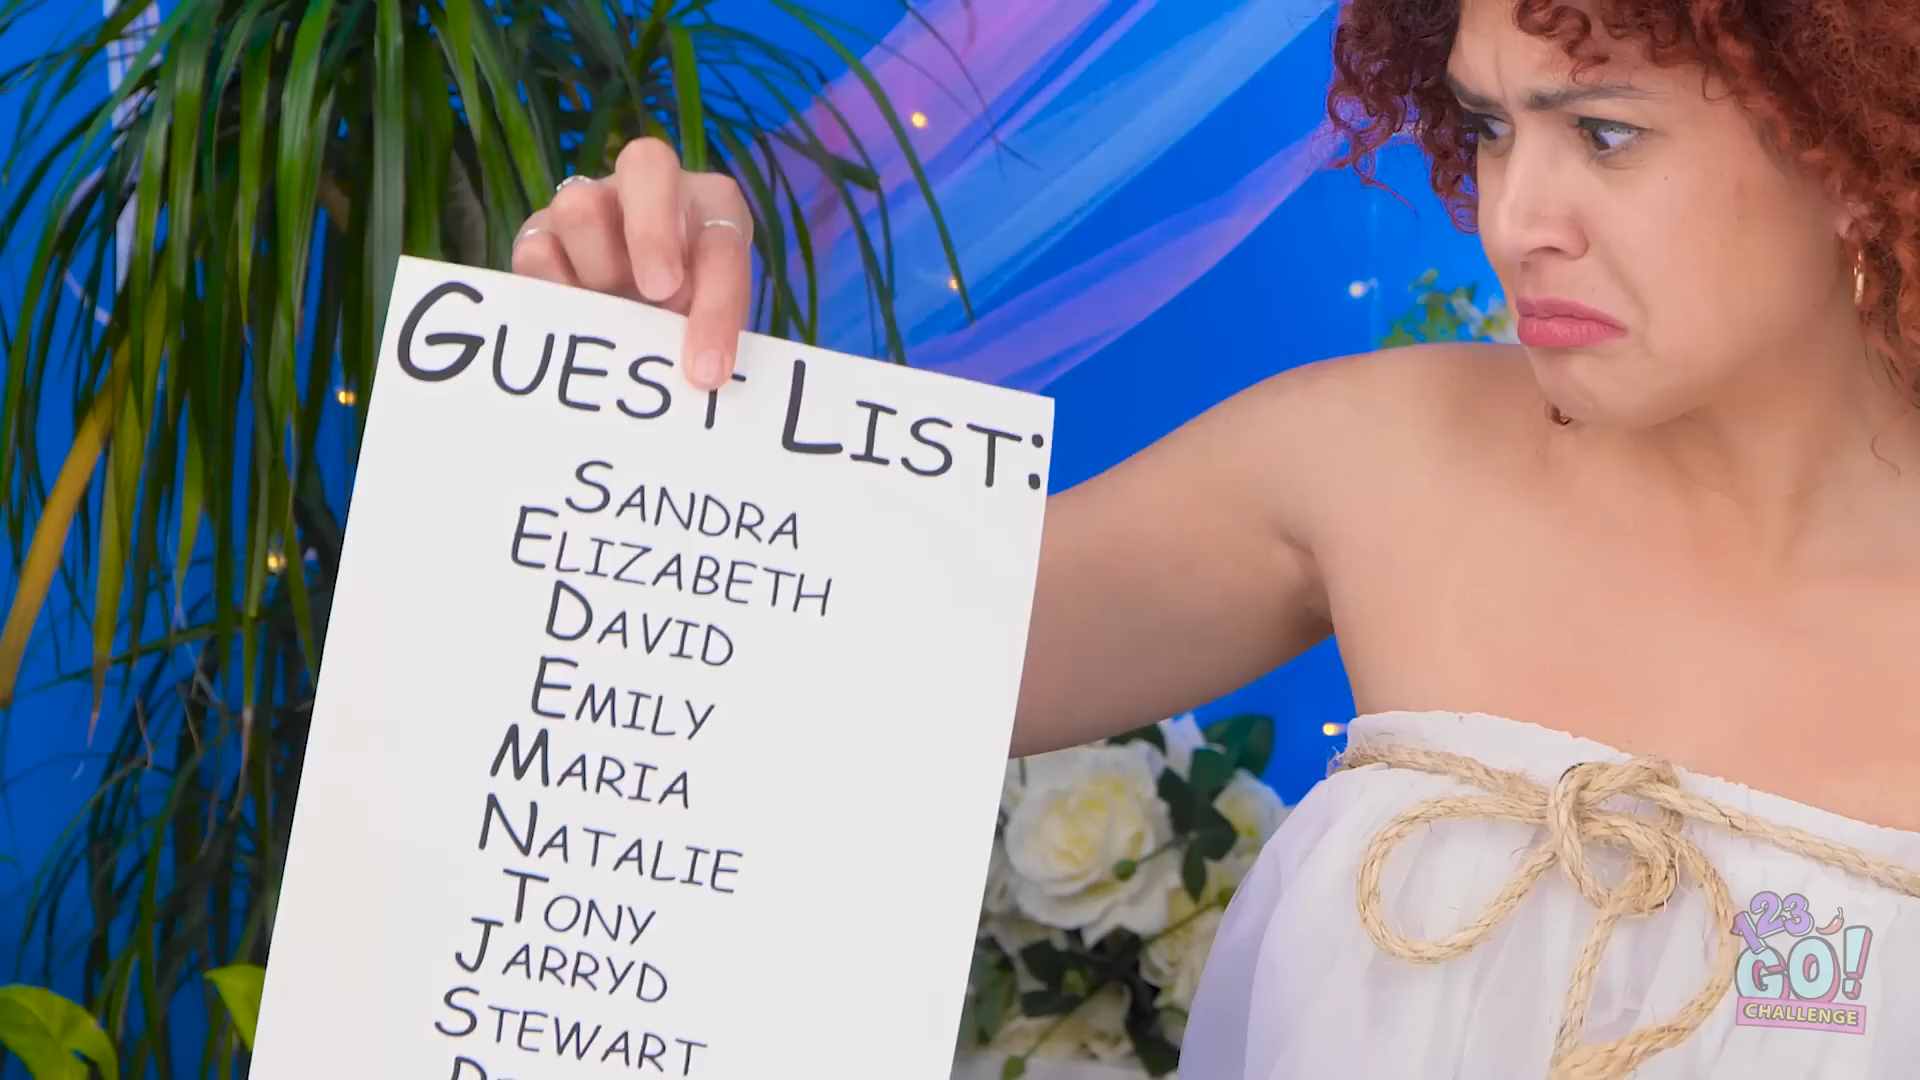 GUEST LIST:
SANDRA
ELIZABETH
DAVID
EMILY
MARIA
NATALIE
TONY
JARRYD
STEWART
123
GO!
CHALLENGE